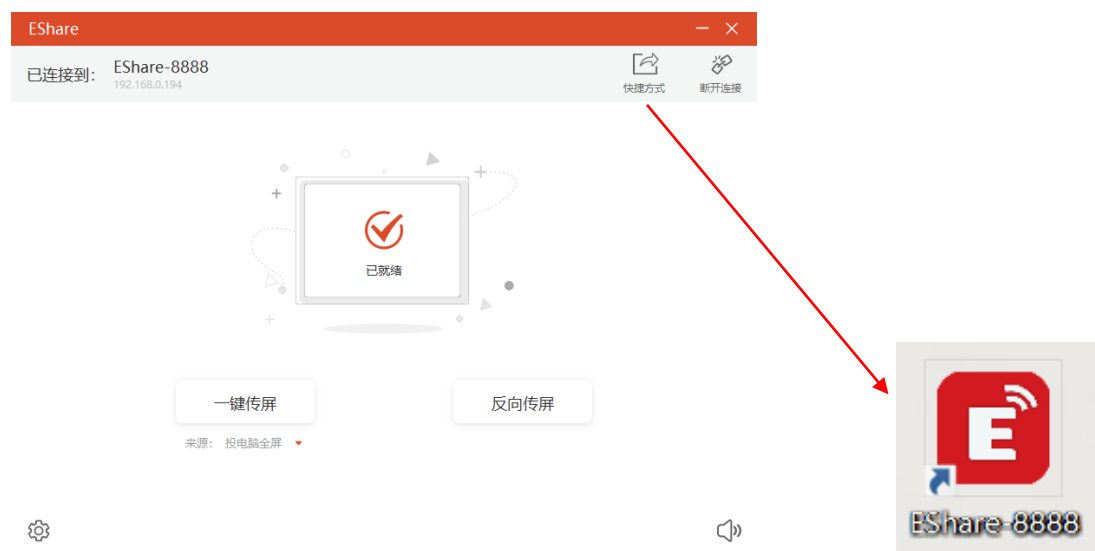 EShare
已连接到: EShare-8888
192.168.0.194
快捷方式 断开连接
已就绪
一键传屏 反向传屏
来源: 投电脑全屏
E
EShare-8888